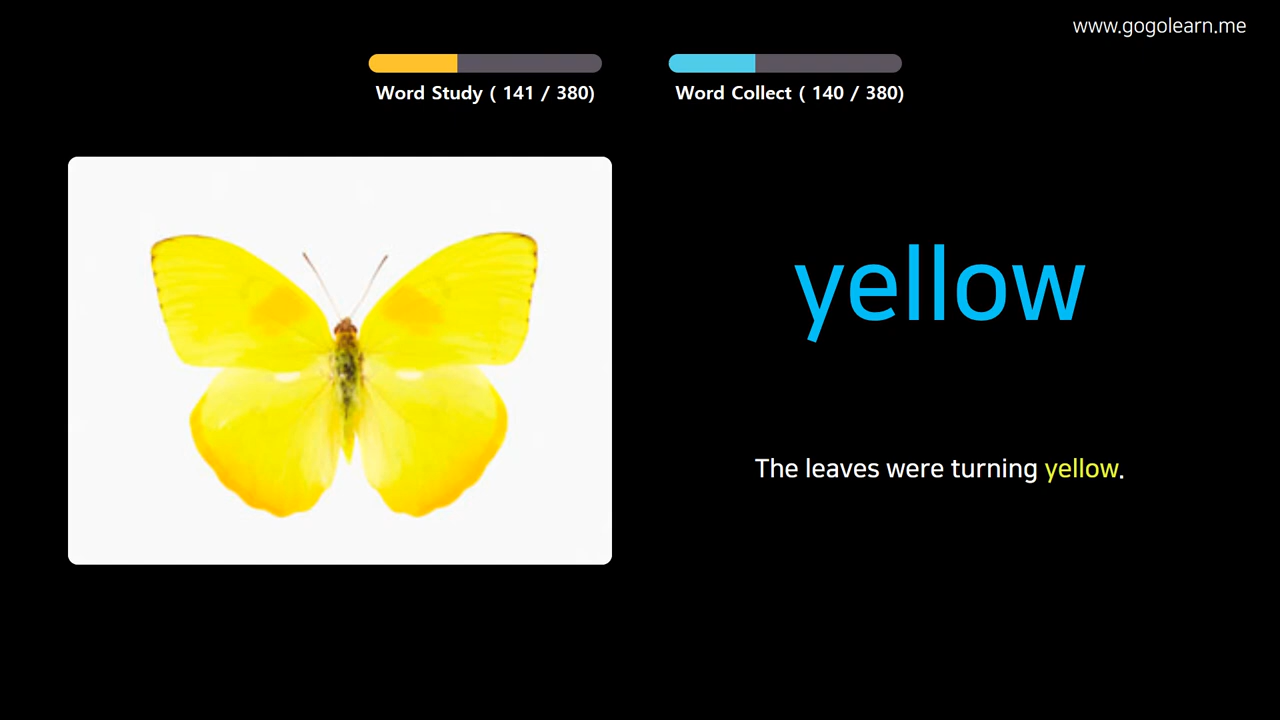 www.gogolearn.me
Word Study ( 141 / 380)
Word Collect ( 140 / 380)
yellow
The leaves were turning yellow.